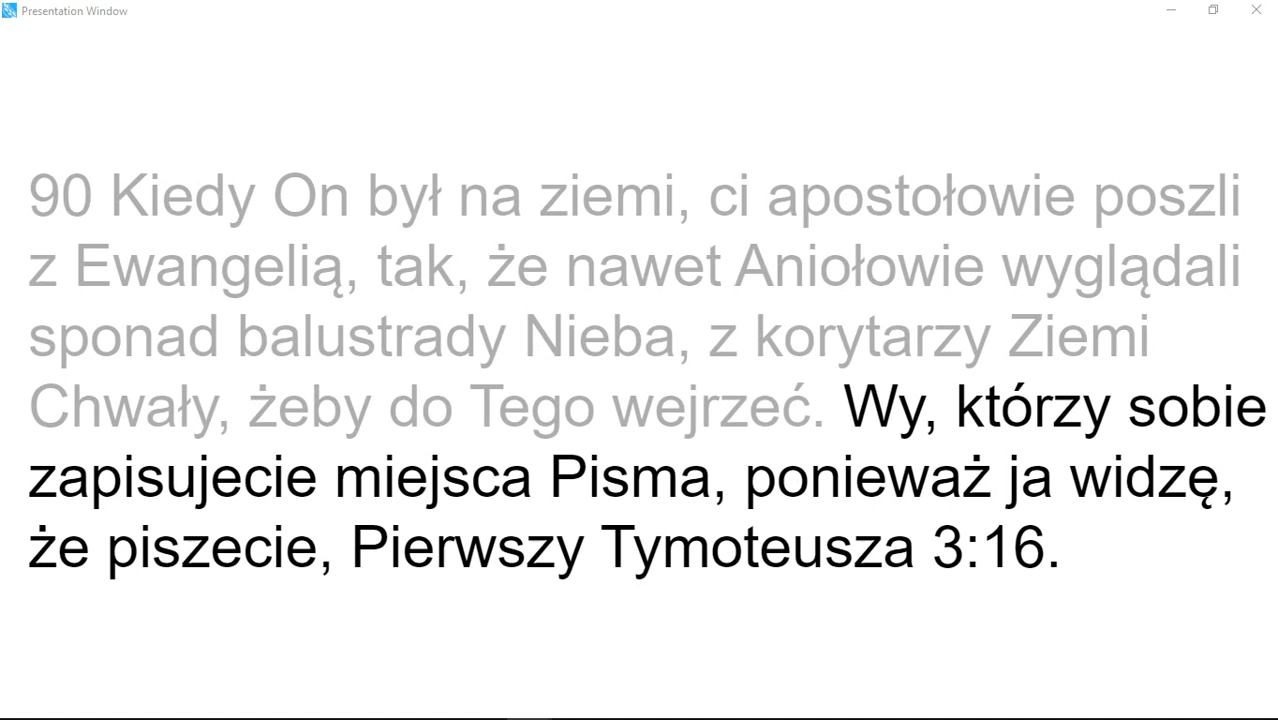 Presentation Window
90 Kiedy On był na ziemi, ci apostołowie poszli
z Ewangelią, tak, że nawet Aniołowie wyglądali
sponad balustrady Nieba, z korytarzy Ziemi
Chwały, żeby do Tego wejrzeć. Wy, którzy sobie
zapisujecie miejsca Pisma, ponieważ ja widzę,
że piszecie, Pierwszy Tymoteusza 3:16.